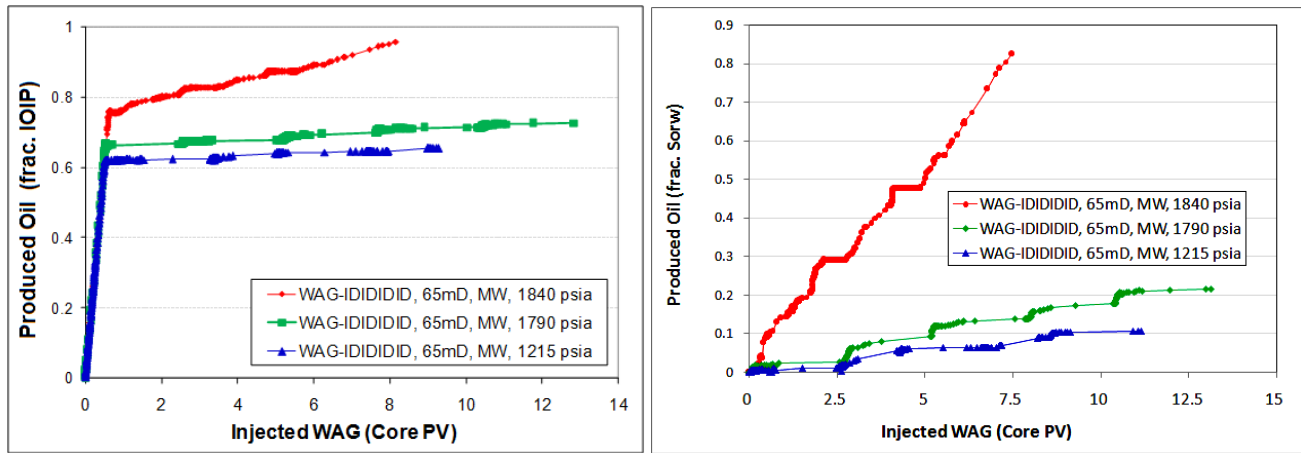 Produced Oil (frac. IOIP)
1
0.8
0.6
0.4
0.2
0
WAG-IDIDIDID, 65mD, MW, 1840 psia
WAG-IDIDIDID, 65mD, MW, 1790 psia
WAG-IDIDIDID, 65mD, MW, 1215 psia
0 2 4 6 8 10 12 14
Injected WAG (Core PV)
Produced Oil (frac. Sorw)
0.9
0.8
0.7
0.6
0.5
0.4
0.3
0.2
0.1
0
WAG-IDIDIDID, 65mD, MW, 1840 psia
WAG-IDIDIDID, 65mD, MW, 1790 psia
WAG-IDIDIDID, 65mD, MW, 1215 psia
0 2.5 5 7.5 10 12.5 15
Injected WAG (Core PV)